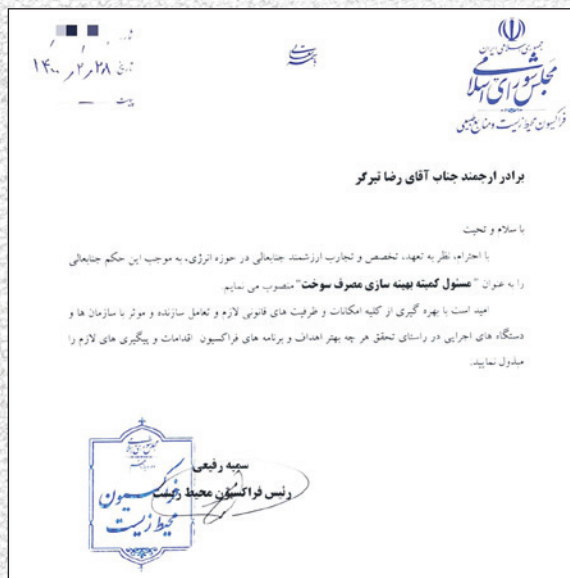 جمهوری اسلامی ایران
مجلس شورای اسلامی
فراکسیون محیط زیست و منابع طبیعی
تاریخ ۱۴۰۰/۲/۲۸
برادر ارجمند جناب آقای رضا تیرگر
با سلام و تحیت
با احترام، نظر به تعهد، تخصص و تجارب ارزشمند جنابعالی در حوزه انرژی، به موجب این حکم جنابعالی
را به عنوان "مسئول کمیته بهینه سازی مصرف سوخت" منصوب می نمایم.
امید است با بهره گیری از کلیه امکانات و ظرفیت های قانونی لازم و تعامل سازنده و موثر با سازمان ها و
دستگاه های اجرایی در راستای تحقق هر چه بهتر اهداف و برنامه های فراکسیون اقدامات و پیگیری های لازم را
مبذول نمایید.
سمیه رفیعی
رئیس فراکسیون محیط زیست
فراکسیون
محیط زیست